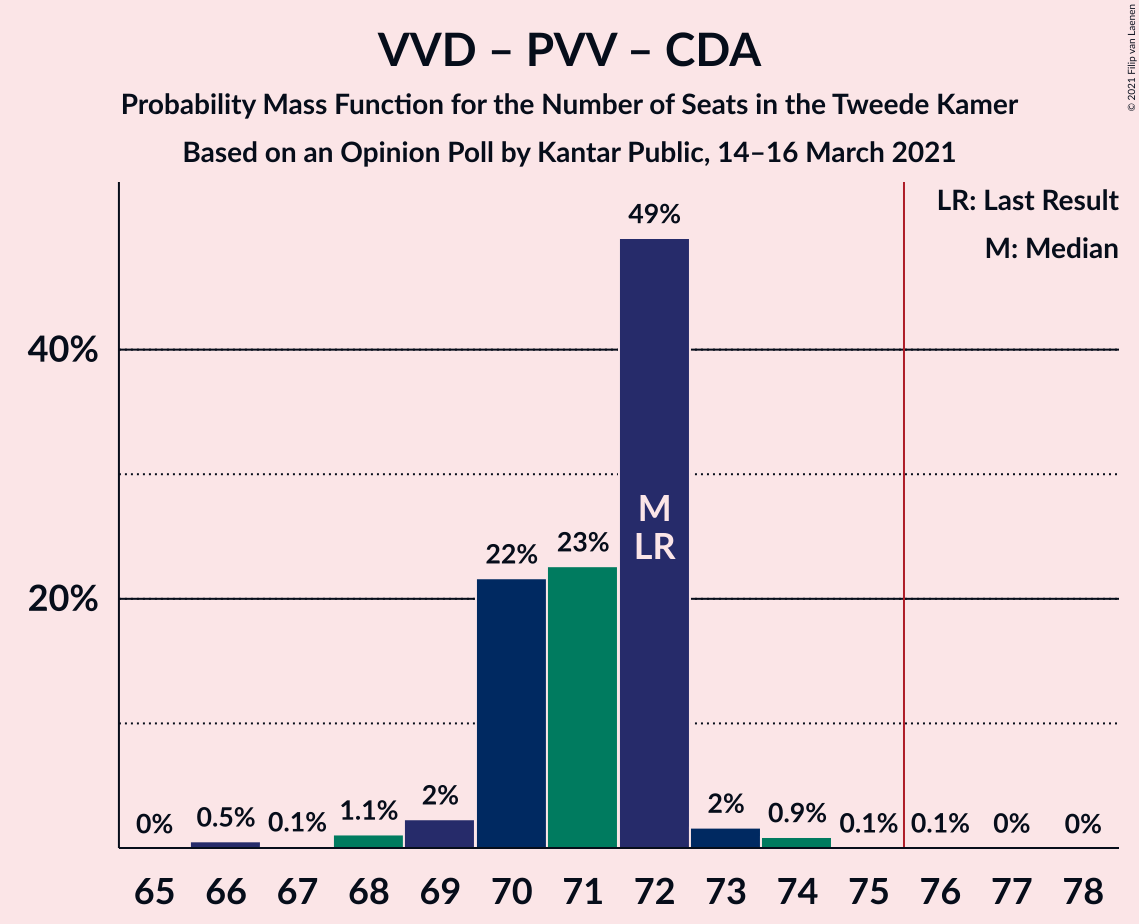 VVD – PVV – CDA
Probability Mass Function for the Number of Seats in the Tweede Kamer
Based on an Opinion Poll by Kantar Public, 14–16 March 2021
© 2021 Filip van Laenen
LR: Last Result
M: Median
40%
20%
0%
0.5%
0.1%
1.1%
2%
22%
23%
49%
M
LR
2%
0.9%
0.1%
0.1%
0%
0%
65 66 67 68 69 70 71 72 73 74 75 76 77 78